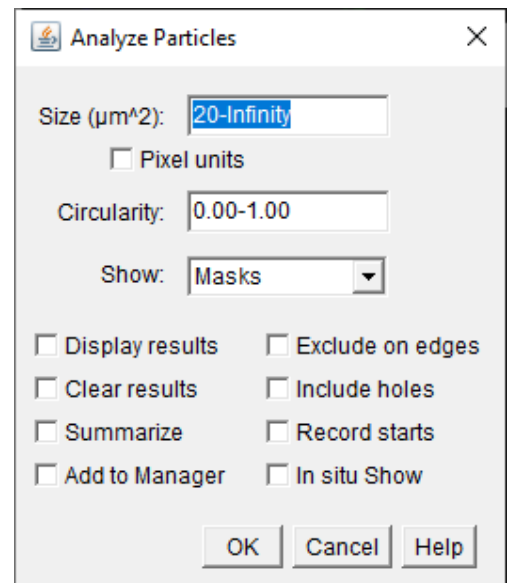 Analyze Particles
Size (µm^2): 20-Infinity
Pixel units
Circularity: 0.00-1.00
Show: Masks
Display results Exclude on edges
Clear results Include holes
Summarize Record starts
Add to Manager In situ Show
OK Cancel Help